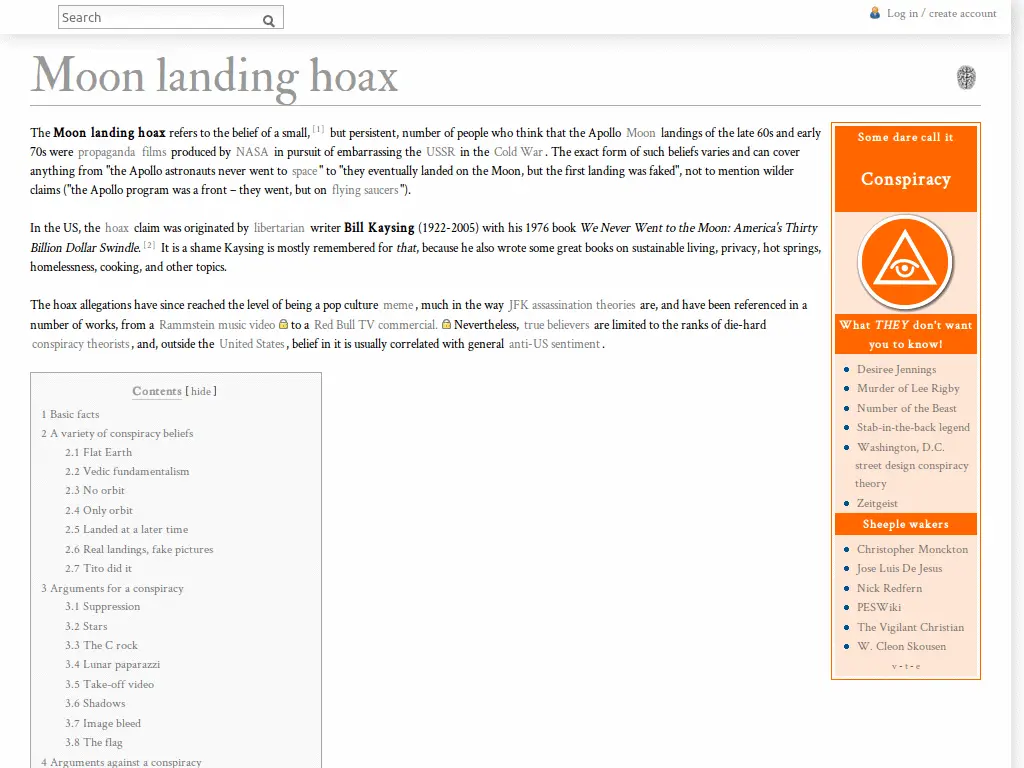 Search
Log in / create account
Moon landing hoax
The Moon landing hoax refers to the belief of a small,[1] but persistent, number of people who think that the Apollo Moon landings of the late 60s and early
70s were propaganda films produced by NASA in pursuit of embarrassing the USSR in the Cold War. The exact form of such beliefs varies and can cover
anything from "the Apollo astronauts never went to space" to "they eventually landed on the Moon, but the first landing was faked", not to mention wilder
claims ("the Apollo program was a front – they went, but on flying saucers").
In the US, the hoax claim was originated by libertarian writer Bill Kaysing (1922-2005) with his 1976 book We Never Went to the Moon: America's Thirty
Billion Dollar Swindle.[2] It is a shame Kaysing is mostly remembered for that, because he also wrote some great books on sustainable living, privacy, hot springs,
homelessness, cooking, and other topics.
The hoax allegations have since reached the level of being a pop culture meme, much in the way JFK assassination theories are, and have been referenced in a
number of works, from a Rammstein music video to a Red Bull TV commercial. Nevertheless, true believers are limited to the ranks of die-hard
conspiracy theorists, and, outside the United States, belief in it is usually correlated with general anti-US sentiment.
Contents [hide]
1 Basic facts
2 A variety of conspiracy beliefs
2.1 Flat Earth
2.2 Vedic fundamentalism
2.3 No orbit
2.4 Only orbit
2.5 Landed at a later time
2.6 Real landings, fake pictures
2.7 Tito did it
3 Arguments for a conspiracy
3.1 Suppression
3.2 Stars
3.3 The C rock
3.4 Lunar paparazzi
3.5 Take-off video
3.6 Shadows
3.7 Image bleed
3.8 The flag
4 Arguments against a conspiracy
Some dare call it
Conspiracy
What THEY don't want
you to know!
Desiree Jennings
Murder of Lee Rigby
Number of the Beast
Stab-in-the-back legend
Washington, D.C.
street design conspiracy
theory
Zeitgeist
Sheeple wakers
Christopher Monckton
Jose Luis De Jesus
Nick Redfern
PESWiki
The Vigilant Christian
W. Cleon Skousen
v - t - e